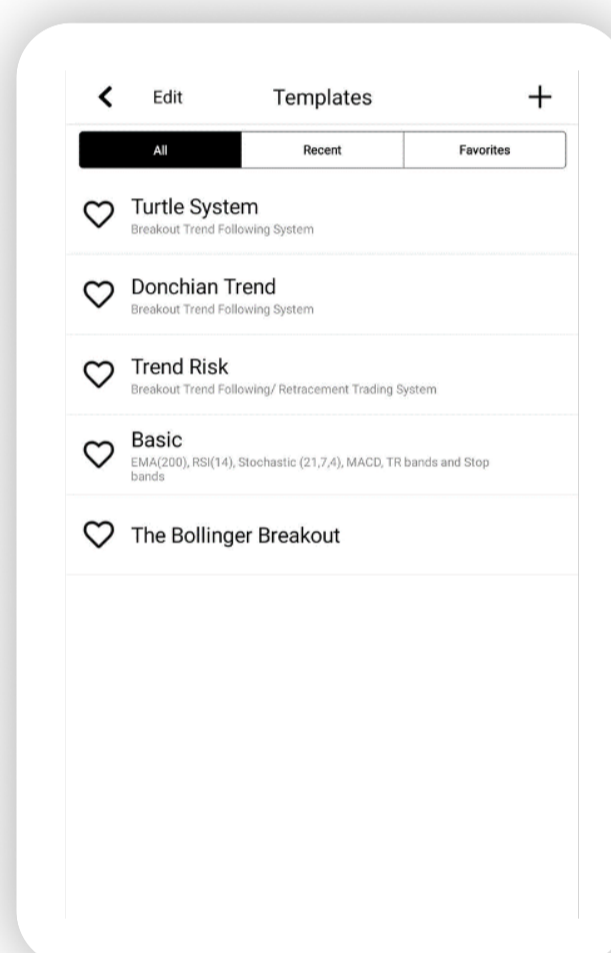 Edit Templates
All Recent Favorites
Turtle System
Breakout Trend Following System
Donchian Trend
Breakout Trend Following System
Trend Risk
Breakout Trend Following/ Retracement Trading System
Basic
EMA(200), RSI(14), Stochastic (21,7,4), MACD, TR bands and Stop
bands
The Bollinger Breakout